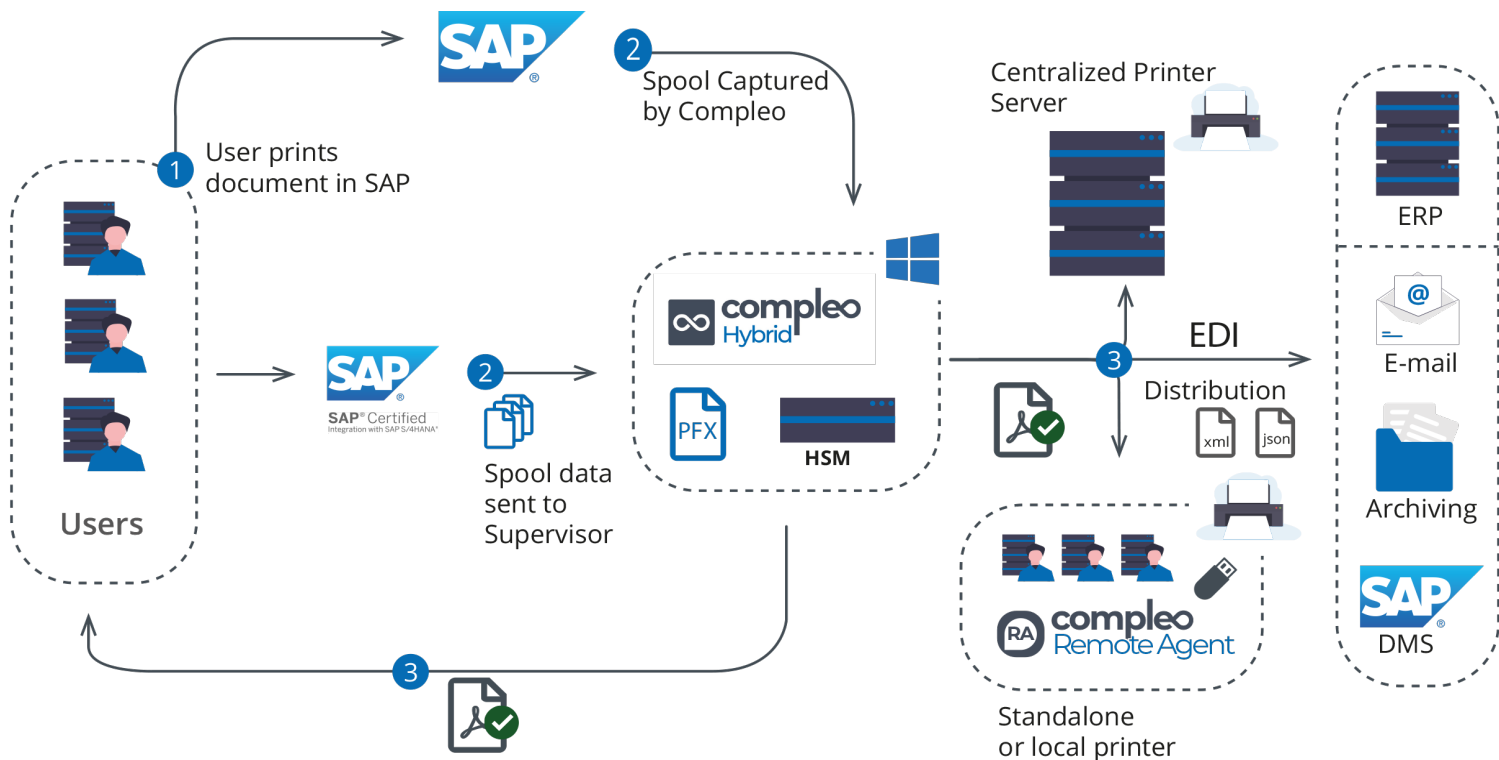 SAP
®
2
Spool Captured
by Compleo
1
User prints
document in SAP
Users
SAP
®
SAP® Certified
Integration with SAP S/4HANA®
2
Spool data
sent to
Supervisor
compleo
Hybrid
PFX
HSM
3
Centralized Printer
Server
3
EDI
Distribution
xml
json
RA
compleo
Remote Agent
Standalone
or local printer
ERP
@
E-mail
Archiving
SAP
®
DMS